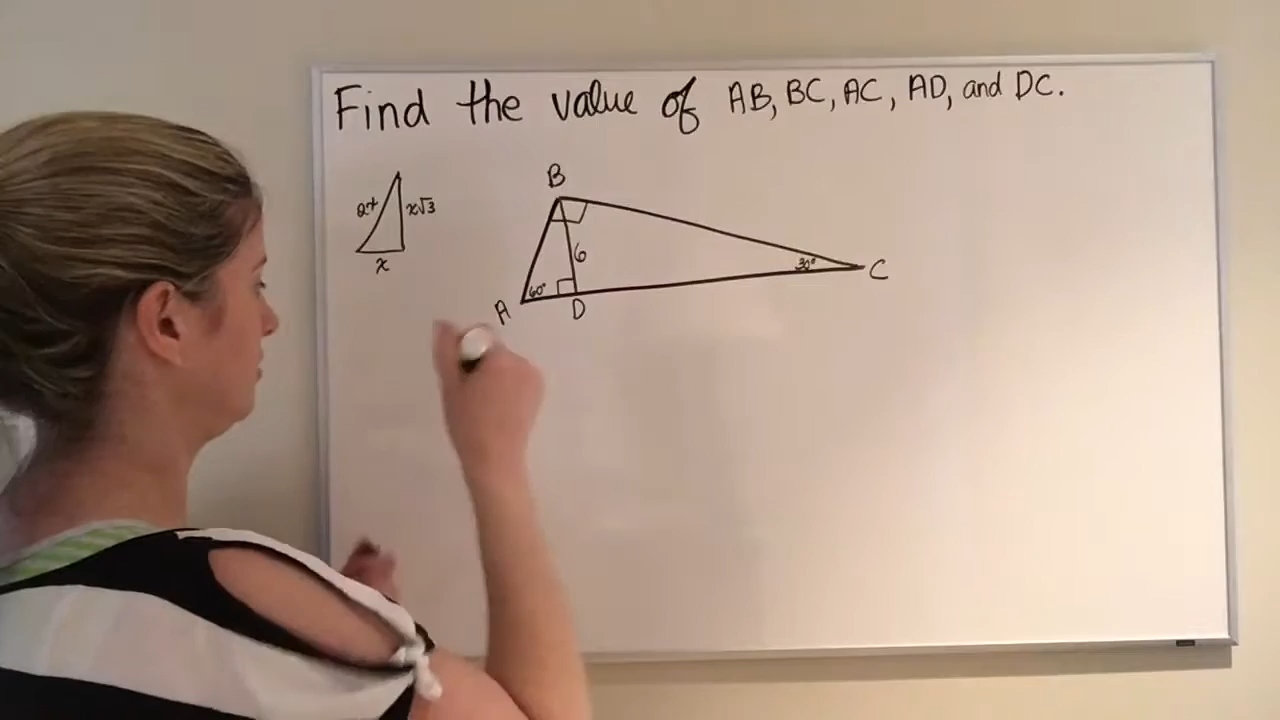 Find the value of AB, BC, AC, AD, and DC.
2x
x√3
x
B
6
60°
30°
A
D
C